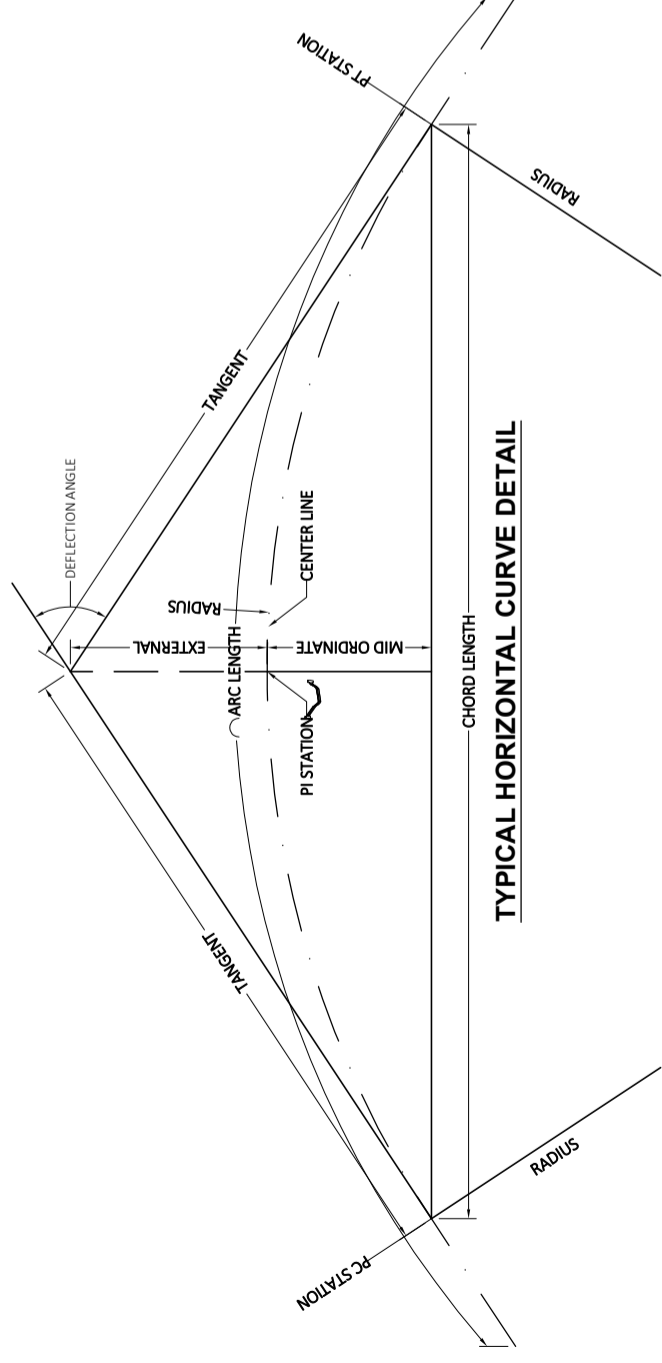 PT STATION
RADIUS
TANGENT
DEFLECTION ANGLE
RADIUS
CENTER LINE
EXTERNAL
MID ORDINATE
ARC LENGTH
PI STATION
CHORD LENGTH
TYPICAL HORIZONTAL CURVE DETAIL
TANGENT
RADIUS
PC STATION